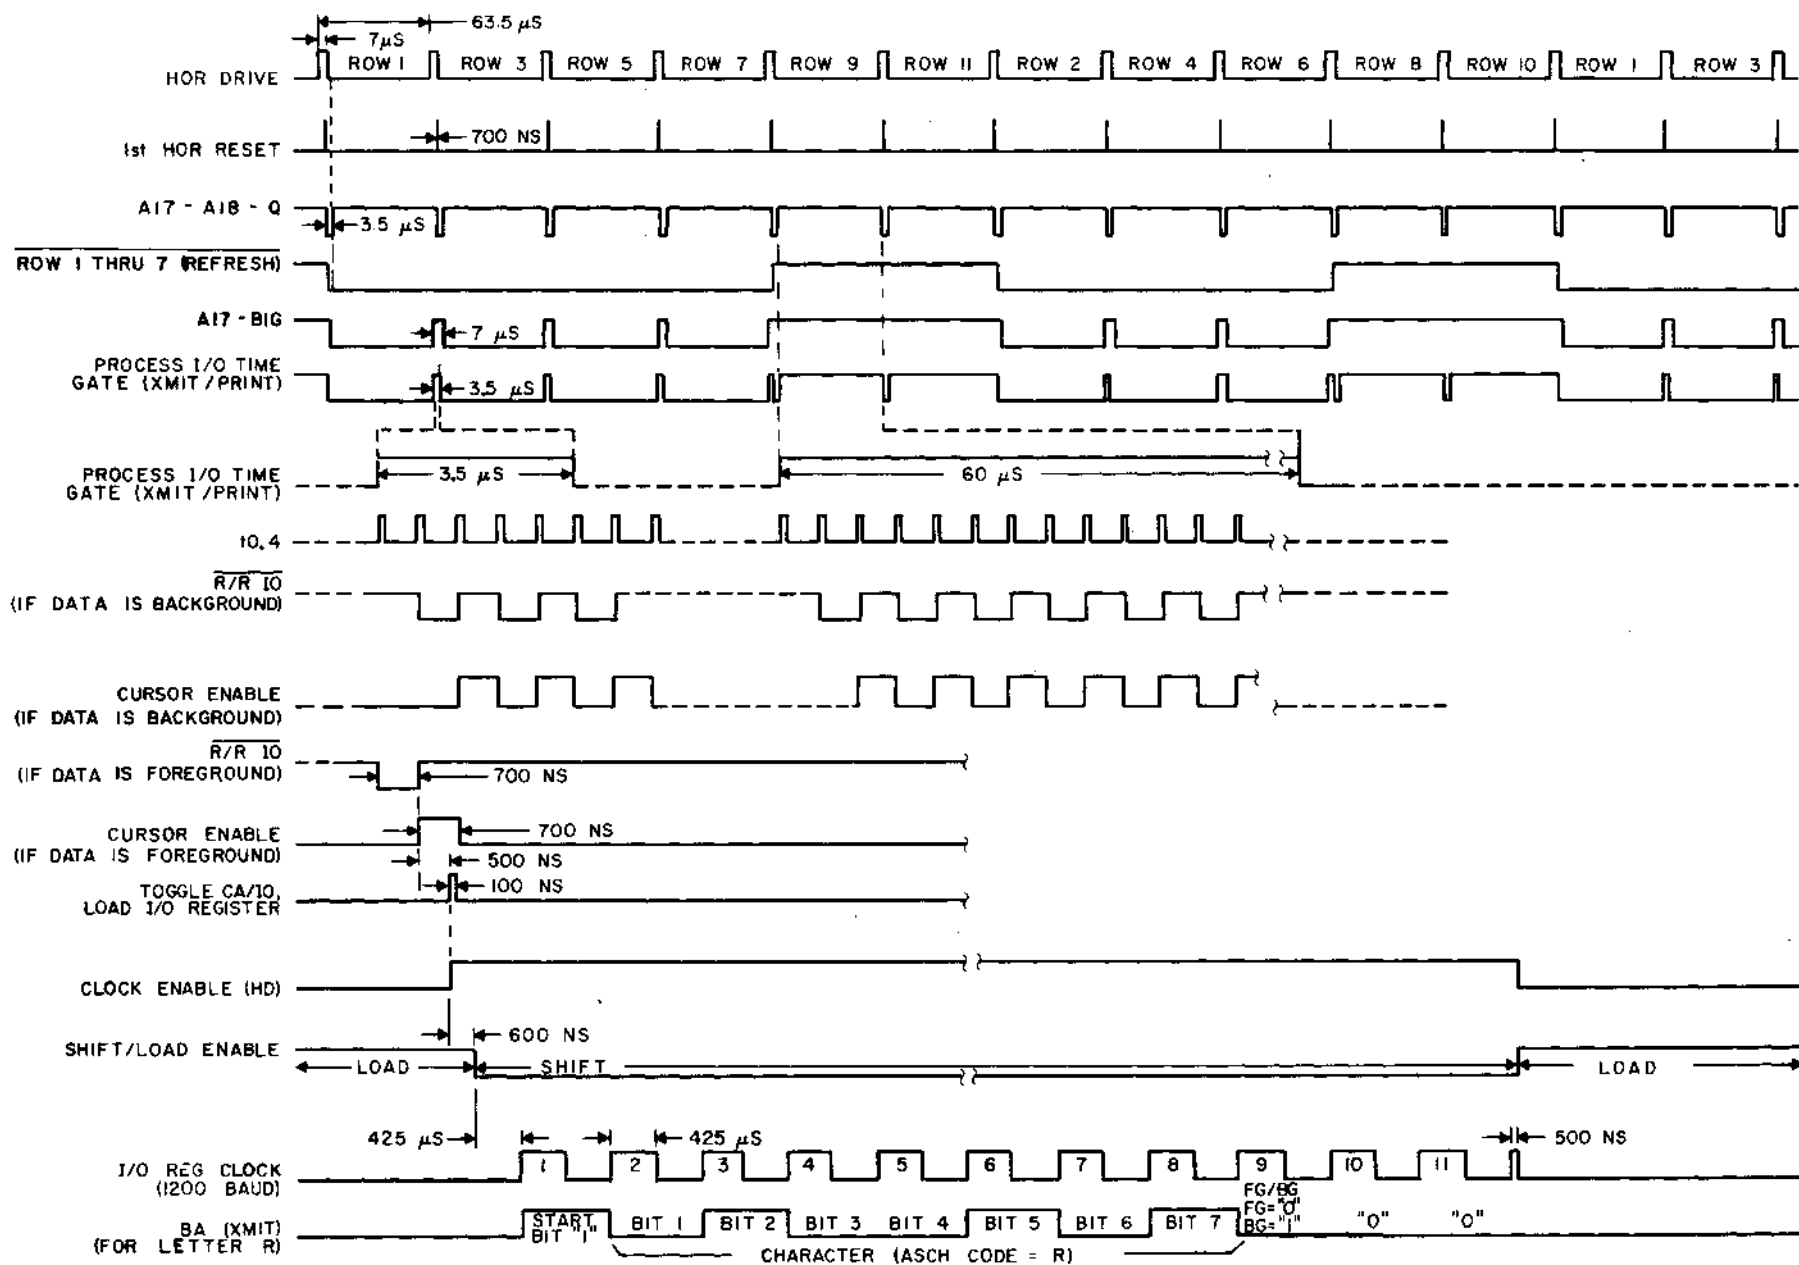 63.5 μS
7μS
HOR DRIVE ROW 1 ROW 3 ROW 5 ROW 7 ROW 9 ROW 11 ROW 2 ROW 4 ROW 6 ROW 8 ROW 10 ROW 1 ROW 3
1st HOR RESET 700 NS
A17 - A18 - Q
3.5 μS
ROW 1 THRU 7 (REFRESH)
A17 - BIG
7 μS
PROCESS I/O TIME
GATE (XMIT/PRINT) 3.5 μS
PROCESS I/O TIME 3.5 μS 60 μS
GATE (XMIT/PRINT)
t0.4
R/R IO
(IF DATA IS BACKGROUND)
CURSOR ENABLE
(IF DATA IS BACKGROUND)
R/R IO
(IF DATA IS FOREGROUND) 700 NS
CURSOR ENABLE 700 NS
(IF DATA IS FOREGROUND)
500 NS
TOGGLE CA/IO, 100 NS
LOAD I/O REGISTER
CLOCK ENABLE (HD)
600 NS
SHIFT/LOAD ENABLE
LOAD SHIFT LOAD
425 μS 425 μS 500 NS
I/O REG CLOCK 1 2 3 4 5 6 7 8 9 10 11
(1200 BAUD)
FG/BG
FG="0"
BG="1"
BA (XMIT) START BIT 1 BIT 2 BIT 3 BIT 4 BIT 5 BIT 6 BIT 7 "0" "0"
BIT "1"
(FOR LETTER R)
CHARACTER (ASCH CODE = R)